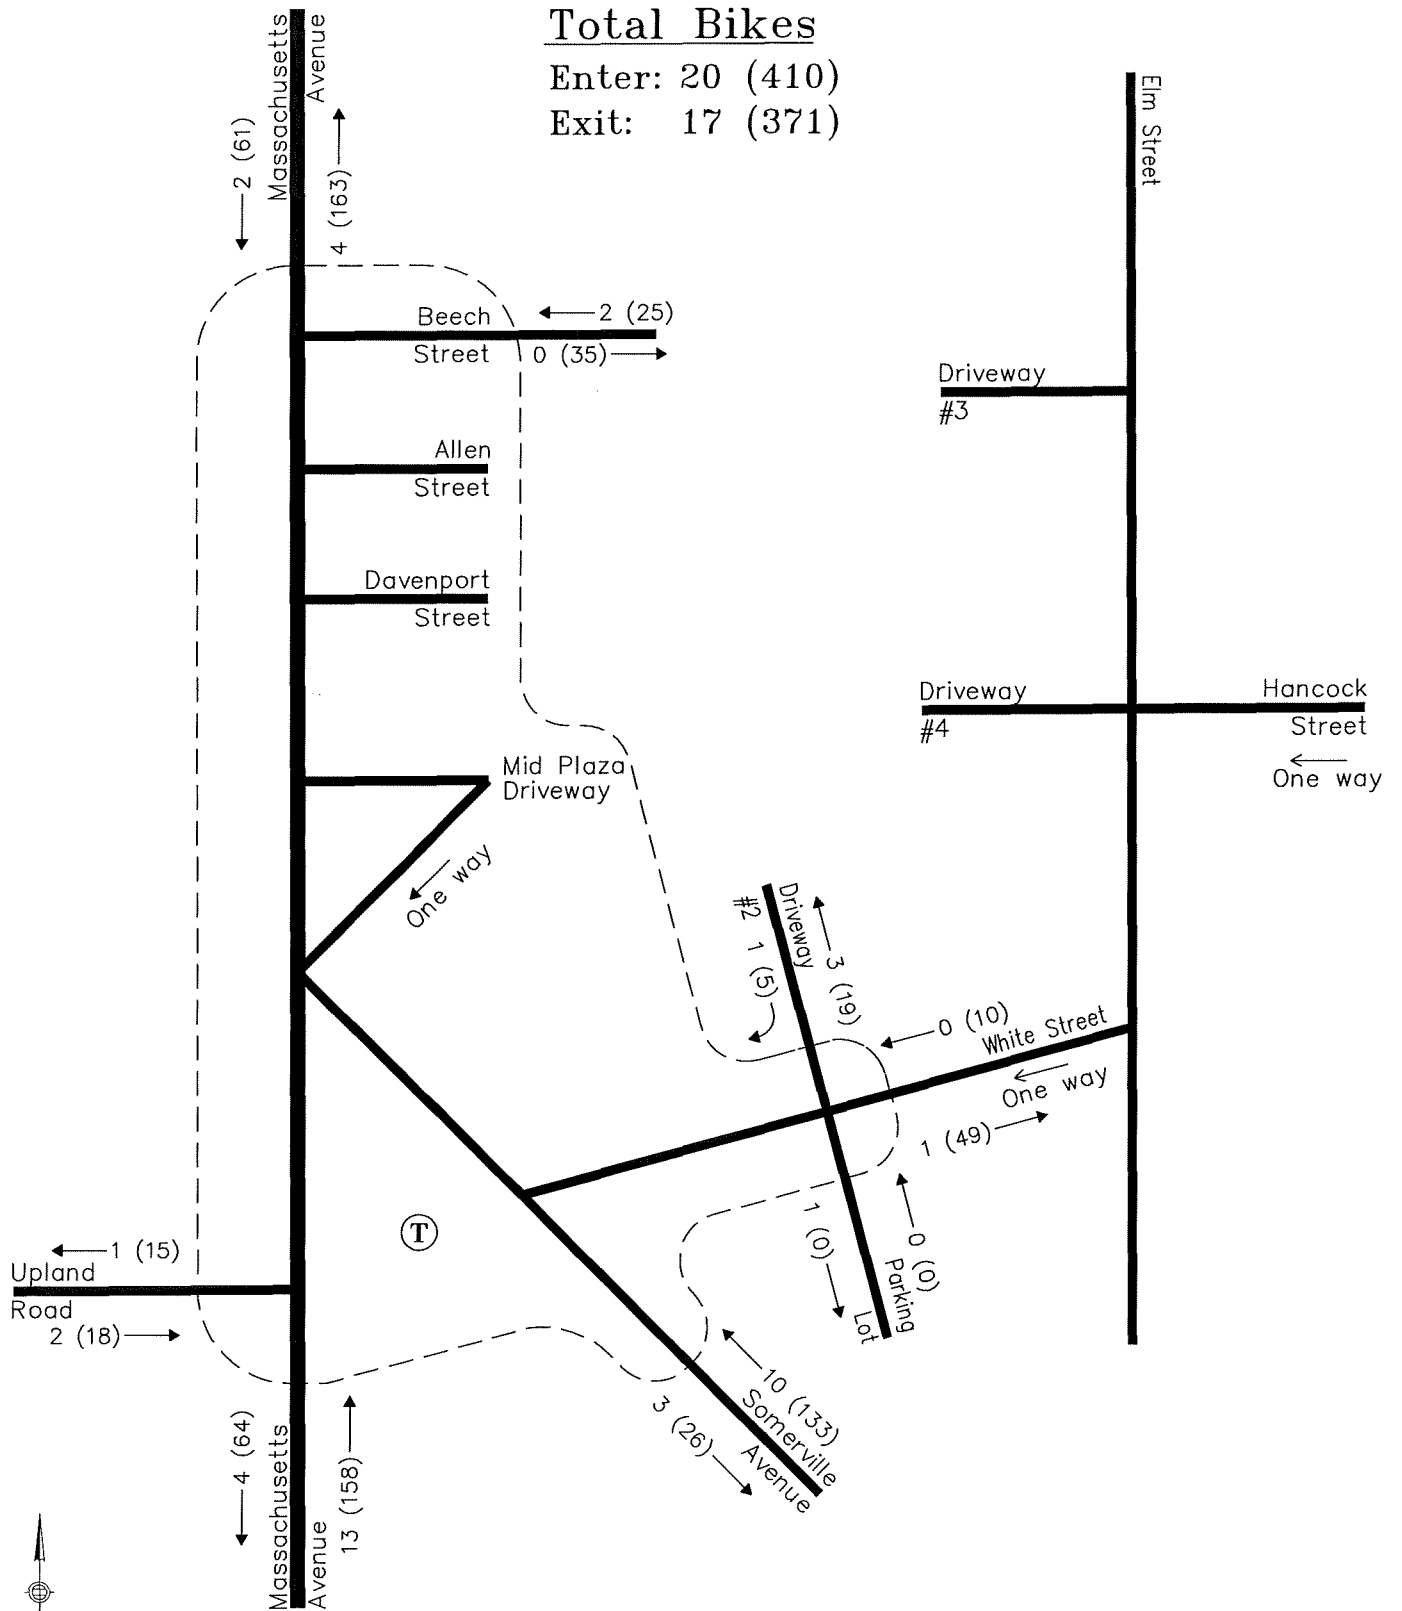 Total Bikes
Enter: 20 (410)
Exit: 17 (371)
Massachusetts
Avenue
2 (61)
4 (163)
Elm Street
Beech
Street
2 (25)
0 (35)
Driveway
#3
Allen
Street
Davenport
Street
Driveway
#4
Hancock
Street
One way
Mid Plaza
Driveway
One way
Driveway
#2
1 (5)
3 (19)
0 (10)
White Street
One way
1 (49)
1 (0)
0 (0)
Parking
Lot
T
1 (15)
Upland
Road
2 (18)
10 (133)
3 (26)
Somerville
Avenue
4 (64)
Massachusetts
Avenue
13 (158)